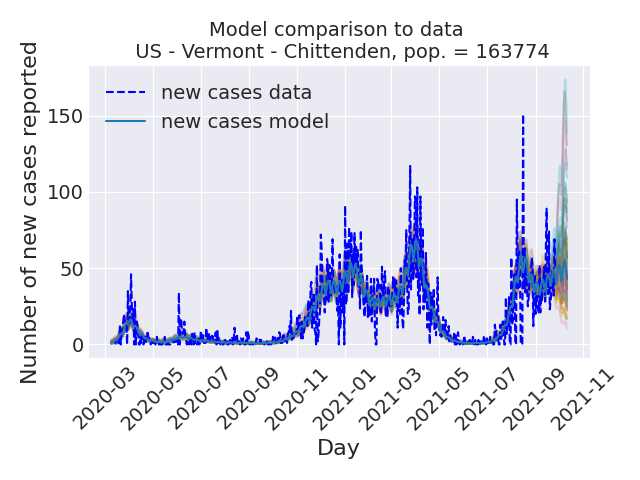 Model comparison to data
US - Vermont - Chittenden, pop. = 163774
Number of new cases reported
new cases data
new cases model
150
100
50
0
2020-03
2020-05
2020-07
2020-09
2020-11
2021-01
2021-03
2021-05
2021-07
2021-09
2021-11
Day